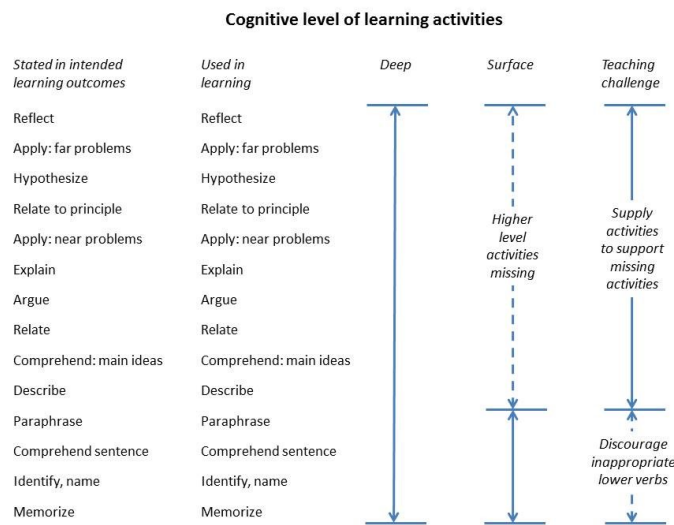 Cognitive level of learning activities
Stated in intended learning outcomes
Used in learning
Deep
Surface
Teaching challenge
Reflect
Reflect
Apply: far problems
Apply: far problems
Hypothesize
Hypothesize
Relate to principle
Relate to principle
Apply: near problems
Apply: near problems
Explain
Explain
Argue
Argue
Relate
Relate
Comprehend: main ideas
Comprehend: main ideas
Describe
Describe
Paraphrase
Paraphrase
Comprehend sentence
Comprehend sentence
Identify, name
Identify, name
Memorize
Memorize
Higher
level
activities
missing
Supply
activities
to support
missing
activities
Discourage
inappropriate
lower verbs